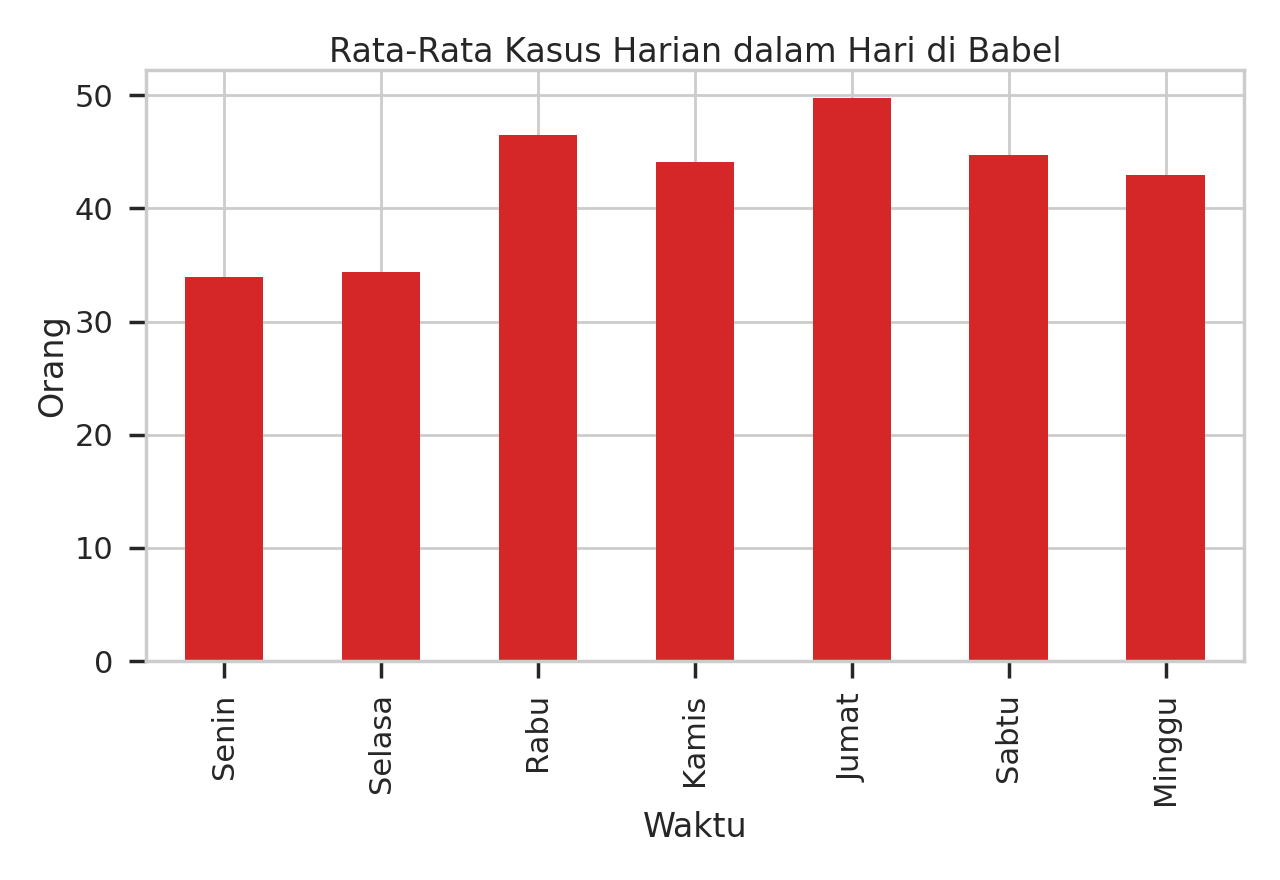 Rata-Rata Kasus Harian dalam Hari di Babel
50
40
30
20
10
0
Orang
Senin
Selasa
Rabu
Kamis
Jumat
Sabtu
Minggu
Waktu